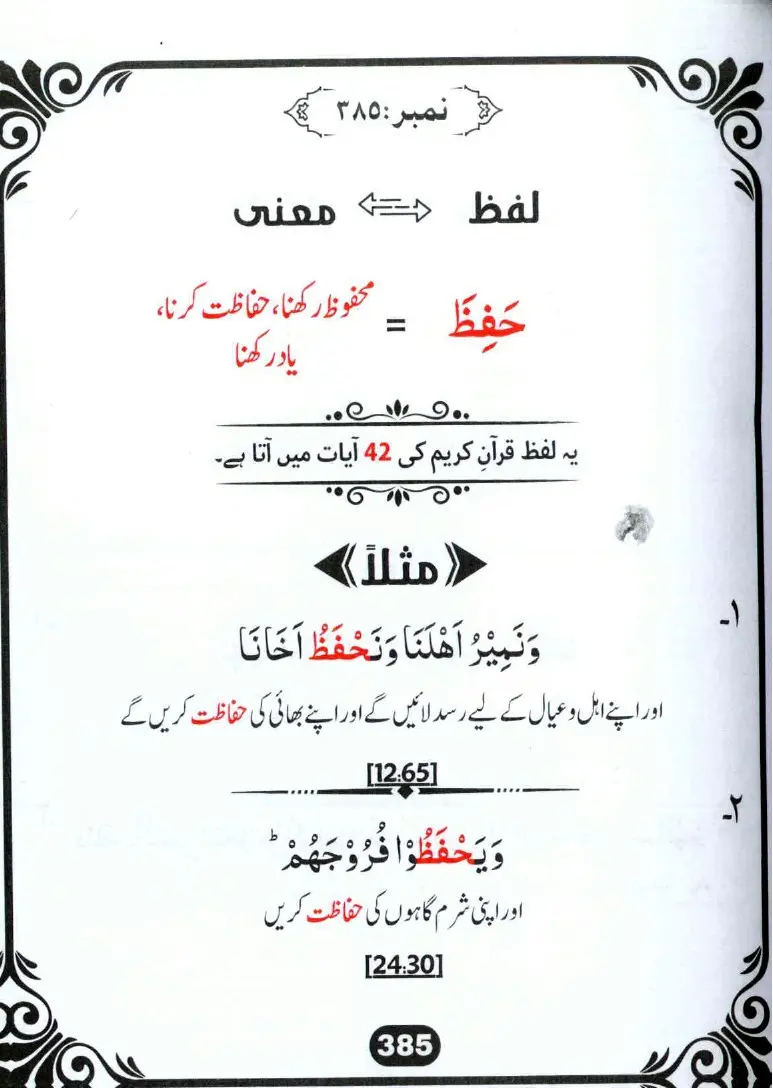 نمبر:۳۸۵
لفظ ⇐⇒ معنی
حَفِظَ = محفوظ رکھنا، حفاظت کرنا،
یاد رکھنا
یہ لفظ قرآنِ کریم کی 42 آیات میں آتا ہے۔
مثلاً
۱۔
وَنَمِيْرُ اَهْلَنَا وَنَحْفَظُ اَخَانَا
اور اپنے اہل و عیال کے لیے رسد لائیں گے اور اپنے بھائی کی حفاظت کریں گے
[12:65]
۲۔
وَيَحْفَظُوْا فُرُوْجَهُمْ ؕ
اور اپنی شرم گاہوں کی حفاظت کریں
[24:30]
385